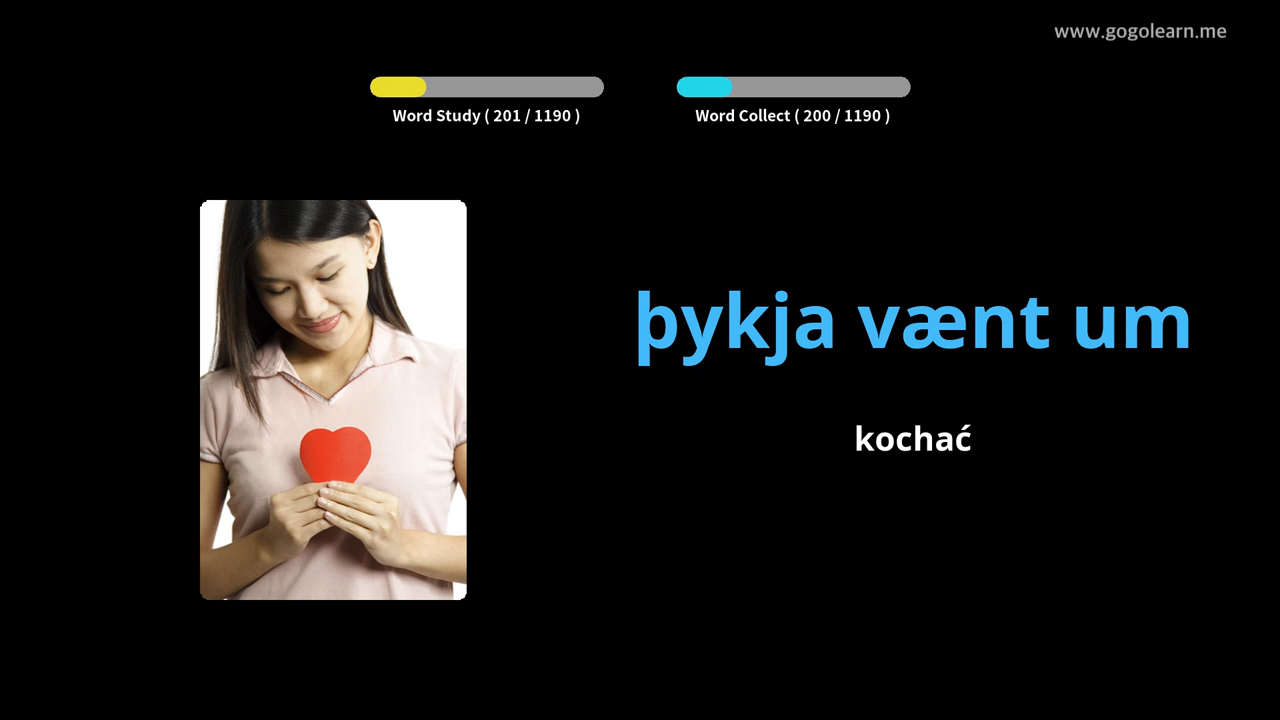 www.gogolearn.me
Word Study ( 201 / 1190 )
Word Collect ( 200 / 1190 )
þykja vænt um
kochać